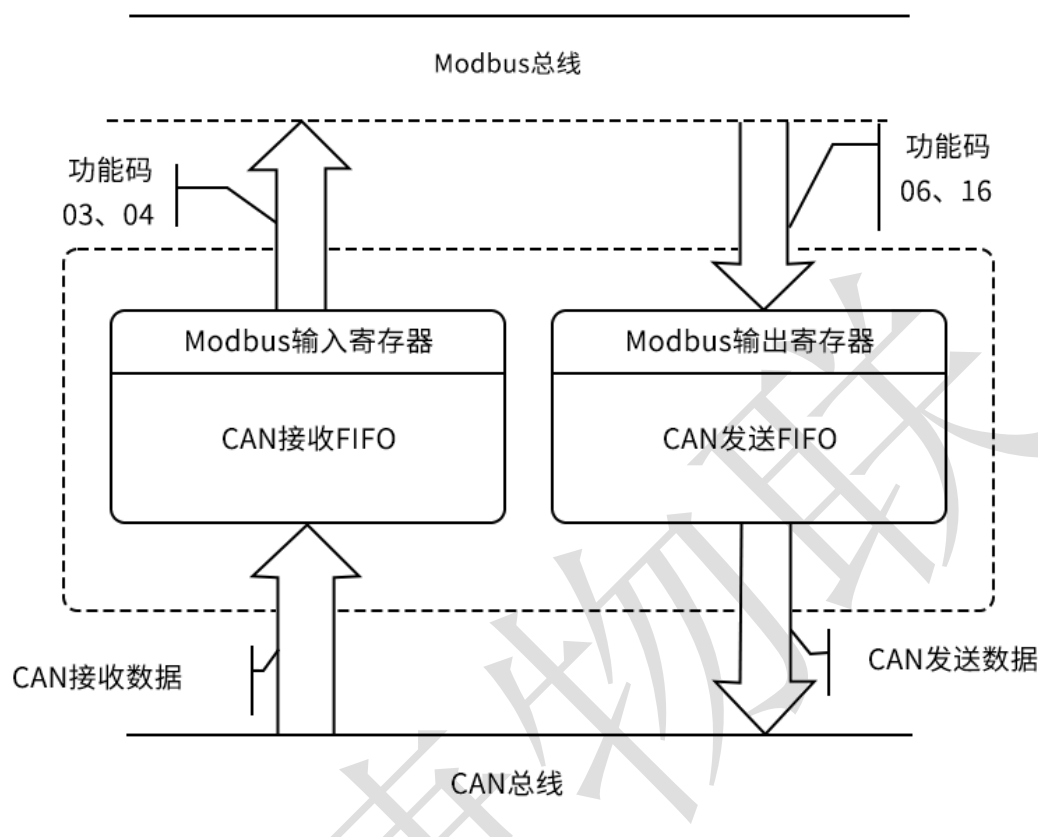 Modbus总线
功能码
03、04
功能码
06、16
Modbus输入寄存器
Modbus输出寄存器
CAN接收FIFO
CAN发送FIFO
CAN接收数据
CAN发送数据
CAN总线
物联